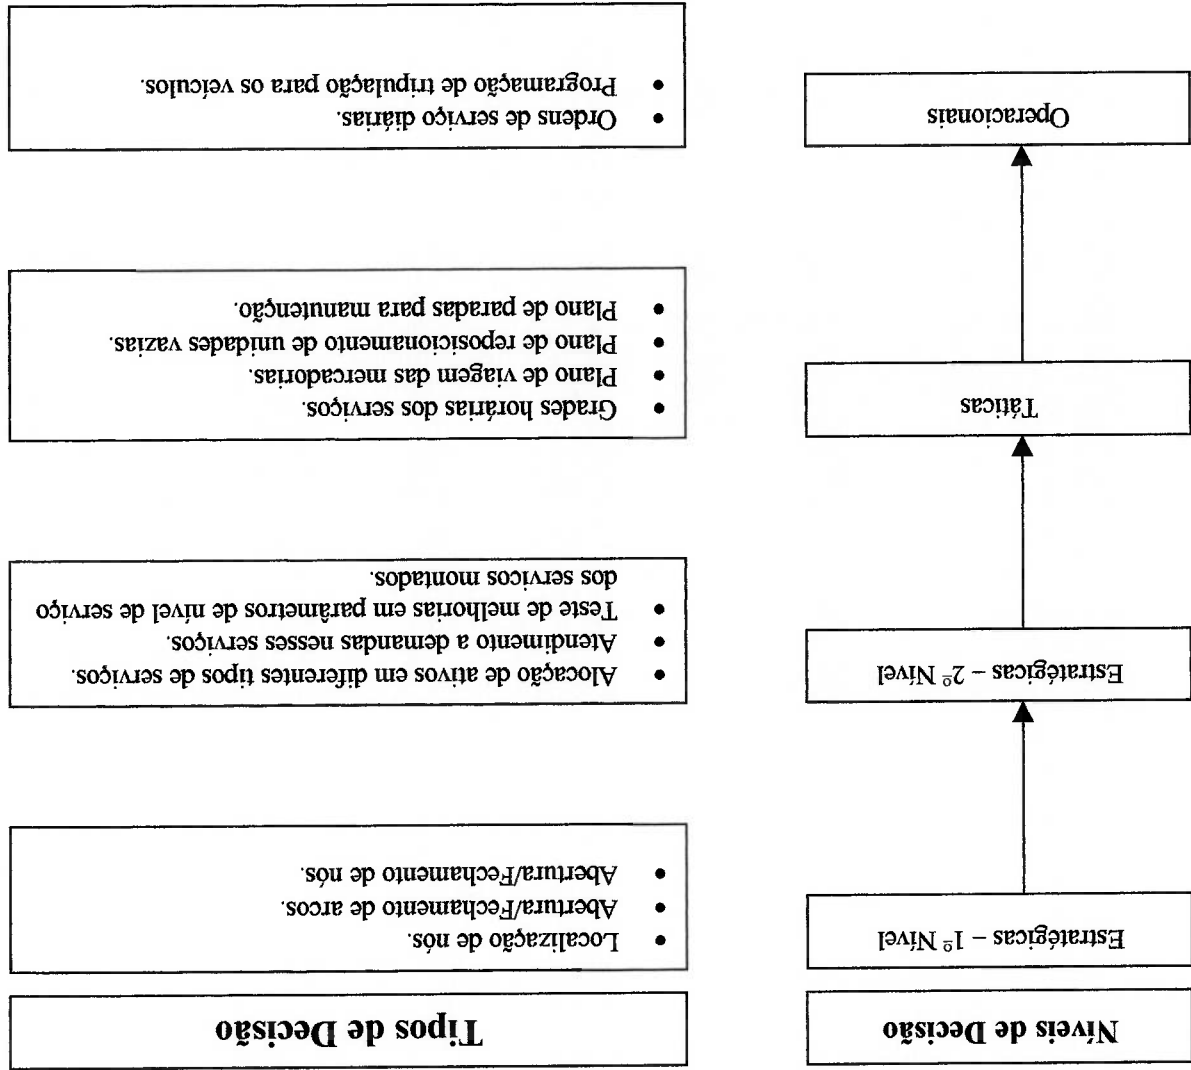 Níveis de Decisão
Tipos de Decisão
Estratégicas – 1º Nível
• Localização de nós.
• Abertura/Fechamento de arcos.
• Abertura/Fechamento de nós.
Estratégicas – 2º Nível
• Alocação de ativos em diferentes tipos de serviços.
• Atendimento a demandas nesses serviços.
• Teste de melhorias em parâmetros de nível de serviço
dos servicos montados.
Táticas
• Grades horárias dos serviços.
• Plano de viagem das mercadorias.
• Plano de reposicionamento de unidades vazias.
• Plano de paradas para manutenção.
Operacionais
• Ordens de serviço diárias.
• Programação de tripulação para os veículos.